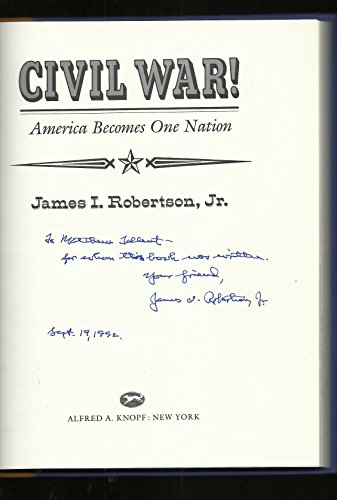 CIVIL WAR!
America Becomes One Nation
James I. Robertson, Jr.
To Matthew
for whom this book was written.
Your friend,
James I. Robertson Jr.
Sept. 19, 1992
ALFRED A. KNOPF : NEW YORK